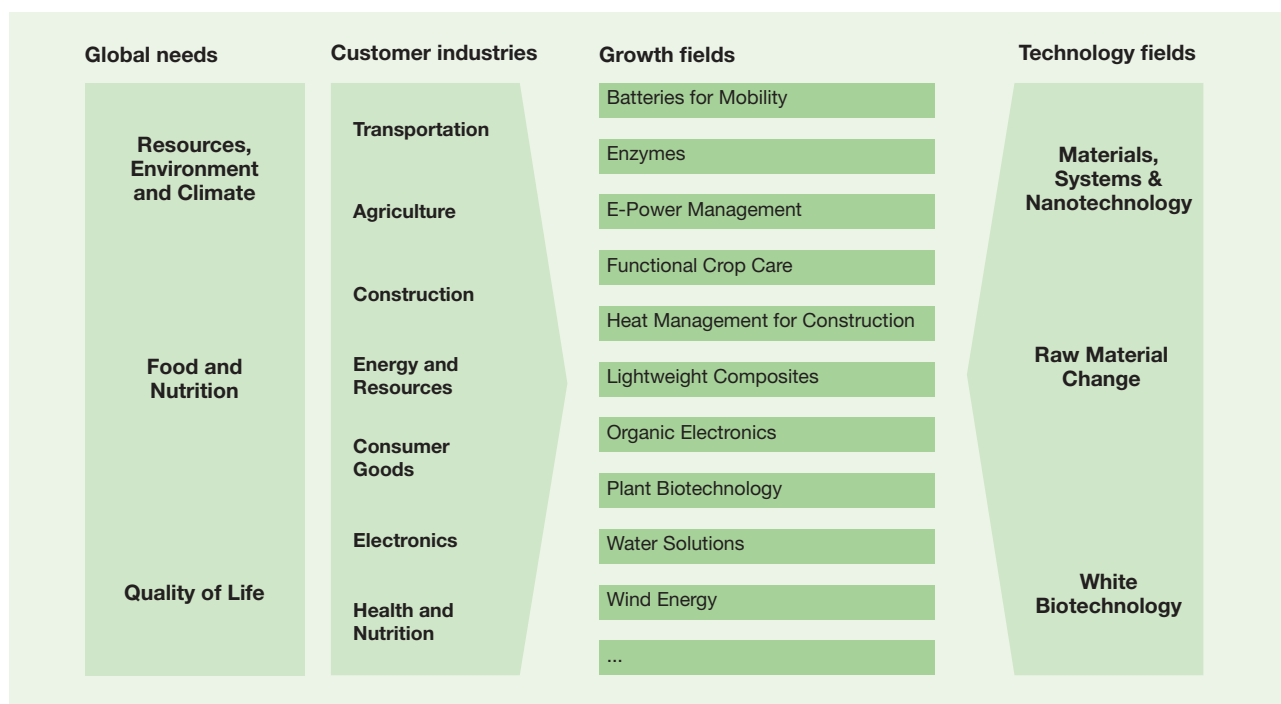 Global needs
Resources,
Environment
and Climate
Food and
Nutrition
Quality of Life
Customer industries
Transportation
Agriculture
Construction
Energy and
Resources
Consumer
Goods
Electronics
Health and
Nutrition
Growth fields
Batteries for Mobility
Enzymes
E-Power Management
Functional Crop Care
Heat Management for Construction
Lightweight Composites
Organic Electronics
Plant Biotechnology
Water Solutions
Wind Energy
...
Technology fields
Materials,
Systems &
Nanotechnology
Raw Material
Change
White
Biotechnology